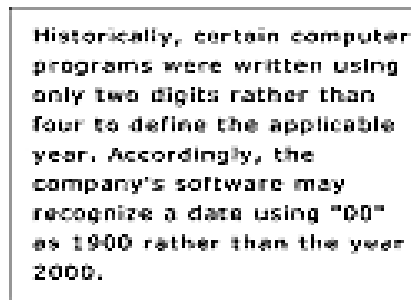 Historically, certain computer
programs were written using
only two digits rather than
four to define the applicable
year. Accordingly, the
company's software may
recognize a date using "00"
as 1900 rather than the year
2000.